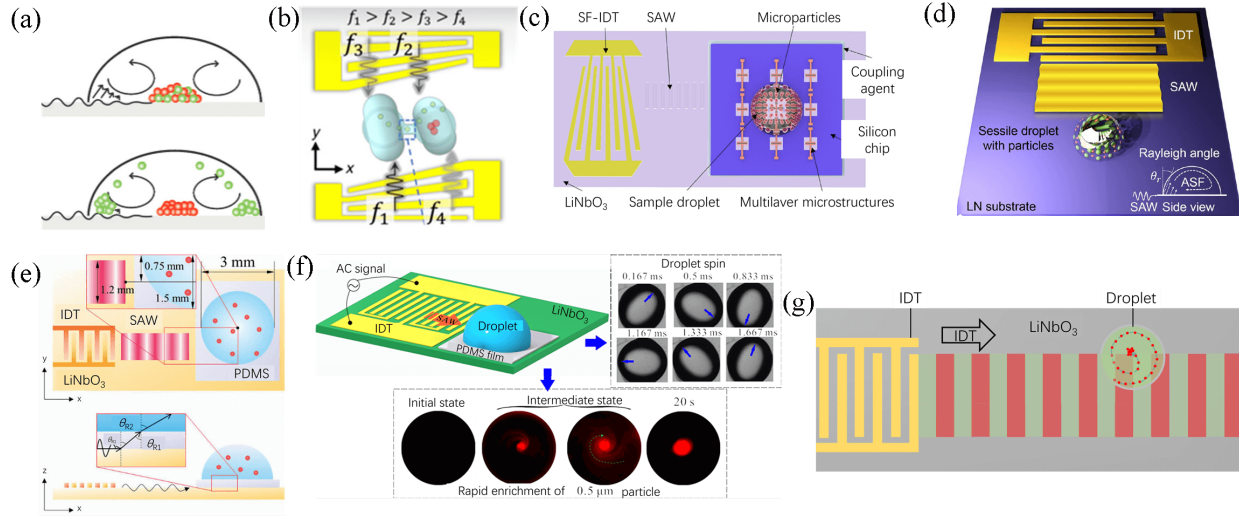 (a)
(b)
f1 > f2 > f3 > f4
f3
f2
y
x
f1
f4
(c)
SF-IDT
SAW
Microparticles
Coupling
agent
Silicon
chip
LiNbO3
Sample droplet
Multilayer microstructures
(d)
IDT
SAW
Sessile droplet
with particles
Rayleigh angle
θr
ASF
LN substrate
SAW
Side view
(e)
0.75 mm
3 mm
1.2 mm
1.5 mm
IDT
SAW
LiNbO3
PDMS
y
x
θR2
θR1
z
x
(f)
AC signal
LiNbO3
SAW
IDT
Droplet
PDMS film
Droplet spin
0.167 ms
0.5 ms
0.833 ms
1.167 ms
1.333 ms
1.667 ms
Initial state
Intermediate state
20 s
Rapid enrichment of 0.5 μm particle
(g)
IDT
LiNbO3
Droplet
IDT